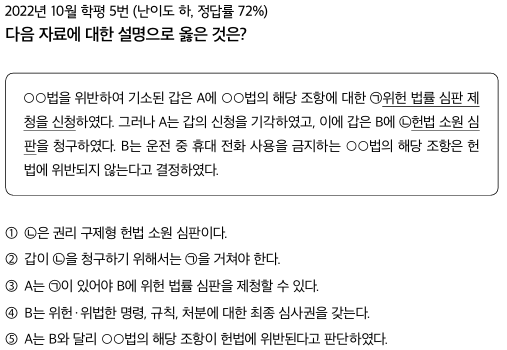 2022년 10월 학평 5번 (난이도 하, 정답률 72%)
다음 자료에 대한 설명으로 옳은 것은?
○○법을 위반하여 기소된 갑은 A에 ○○법의 해당 조항에 대한 ㉠위헌 법률 심판 제
청을 신청하였다. 그러나 A는 갑의 신청을 기각하였고, 이에 갑은 B에 ㉡헌법 소원 심
판을 청구하였다. B는 운전 중 휴대 전화 사용을 금지하는 ○○법의 해당 조항은 헌
법에 위반되지 않는다고 결정하였다.
① ㉡은 권리 구제형 헌법 소원 심판이다.
② 갑이 ㉡을 청구하기 위해서는 ㉠을 거쳐야 한다.
③ A는 ㉠이 있어야 B에 위헌 법률 심판을 제청할 수 있다.
④ B는 위헌·위법한 명령, 규칙, 처분에 대한 최종 심사권을 갖는다.
⑤ A는 B와 달리 ○○법의 해당 조항이 헌법에 위반된다고 판단하였다.